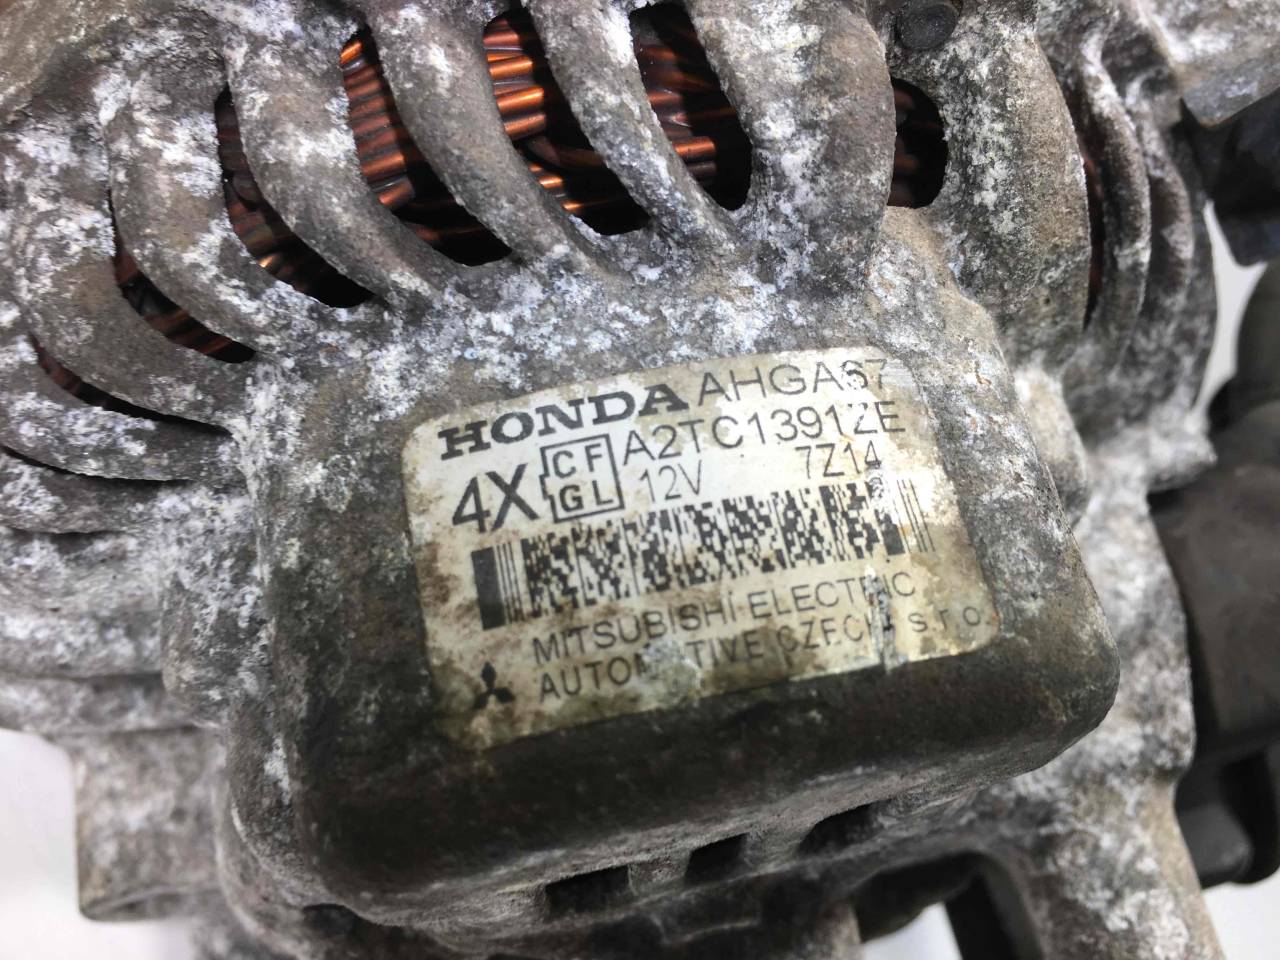 HONDA AHGA67
4X CF GL A2TC1391ZE
12V 7Z14
MITSUBISHI ELECTRIC
AUTOMOTIVE CZECH s.r.o.